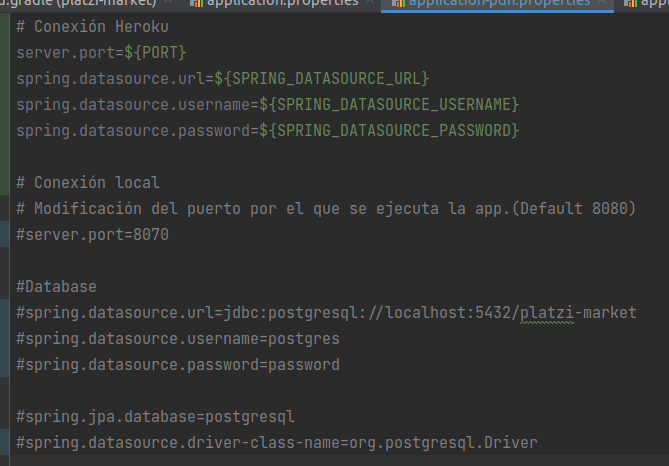 d.gradle (platzi-market)
application.properties
application-pdn.properties
# Conexión Heroku
server.port=${PORT}
spring.datasource.url=${SPRING_DATASOURCE_URL}
spring.datasource.username=${SPRING_DATASOURCE_USERNAME}
spring.datasource.password=${SPRING_DATASOURCE_PASSWORD}
# Conexión local
# Modificación del puerto por el que se ejecuta la app.(Default 8080)
#server.port=8070
#Database
#spring.datasource.url=jdbc:postgresql://localhost:5432/platzi-market
#spring.datasource.username=postgres
#spring.datasource.password=password
#spring.jpa.database=postgresql
#spring.datasource.driver-class-name=org.postgresql.Driver